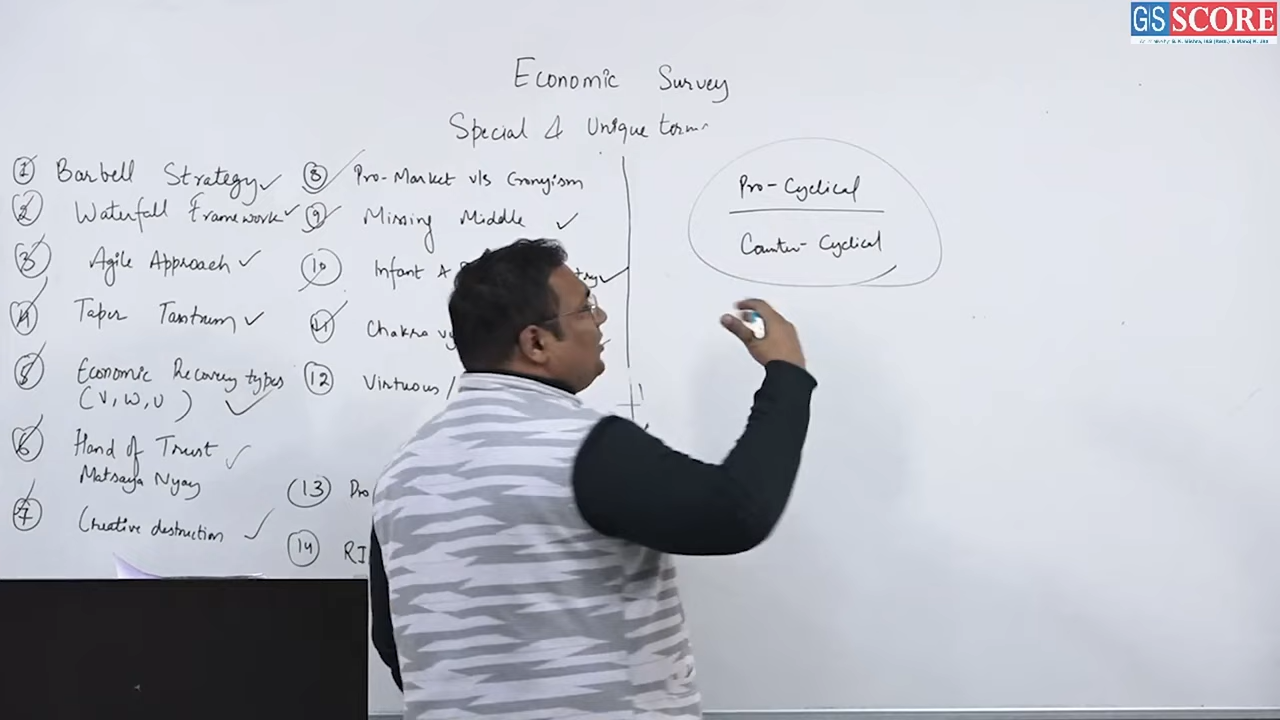 GS SCORE
Economic Survey
Special & Unique terms
① Barbell Strategy ✓
② Waterfall Framework ✓
③ Agile Approach ✓
④ Taper Tantrum ✓
⑤ Economic Recovery types
(V, W, U)
⑥ Hand of Trust
Matsaya Nyay
⑦ Creative destruction ✓
⑧ Pro-Market v/s Cronyism
⑨ Missing Middle ✓
⑩ Infant &
⑪ Chakra
⑫ Virtuous /
⑬
⑭
Pro-Cyclical
Counter-Cyclical